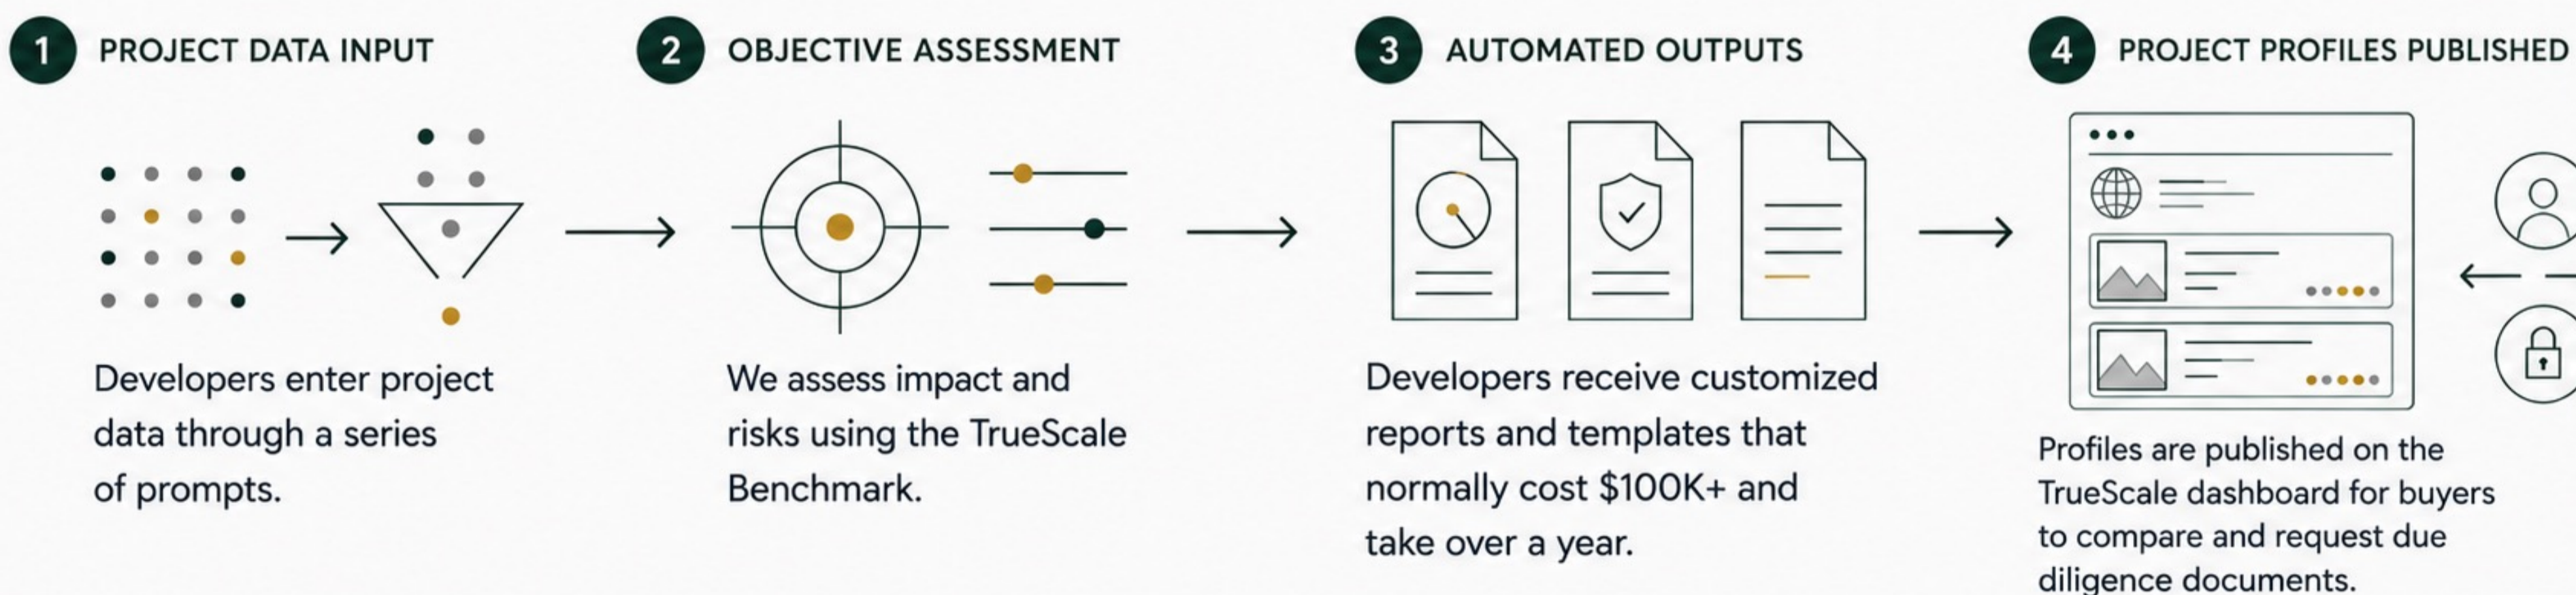 1 PROJECT DATA INPUT
Developers enter project
data through a series
of prompts.
2 OBJECTIVE ASSESSMENT
We assess impact and
risks using the TrueScale
Benchmark.
3 AUTOMATED OUTPUTS
Developers receive customized
reports and templates that
normally cost $100K+ and
take over a year.
4 PROJECT PROFILES PUBLISHED
Profiles are published on the
TrueScale dashboard for buyers
to compare and request due
diligence documents.